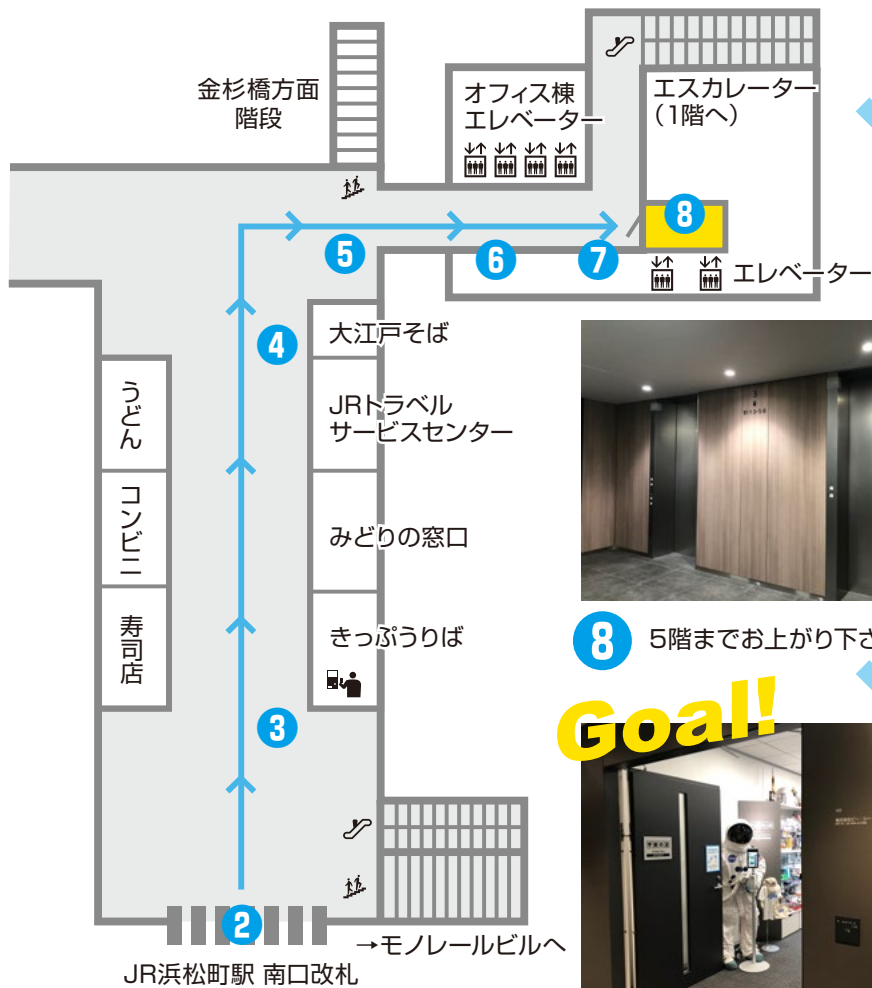 金杉橋方面
階段
オフィス棟
エレベーター
エスカレーター
（1階へ）
8
5
6
7
エレベーター
4
大江戸そば
うどん
JRトラベル
サービスセンター
コンビニ
みどりの窓口
寿司店
きっぷうりば
8 5階までお上がり下さ
3
Goal!
2
→モノレールビルへ
JR浜松町駅 南口改札